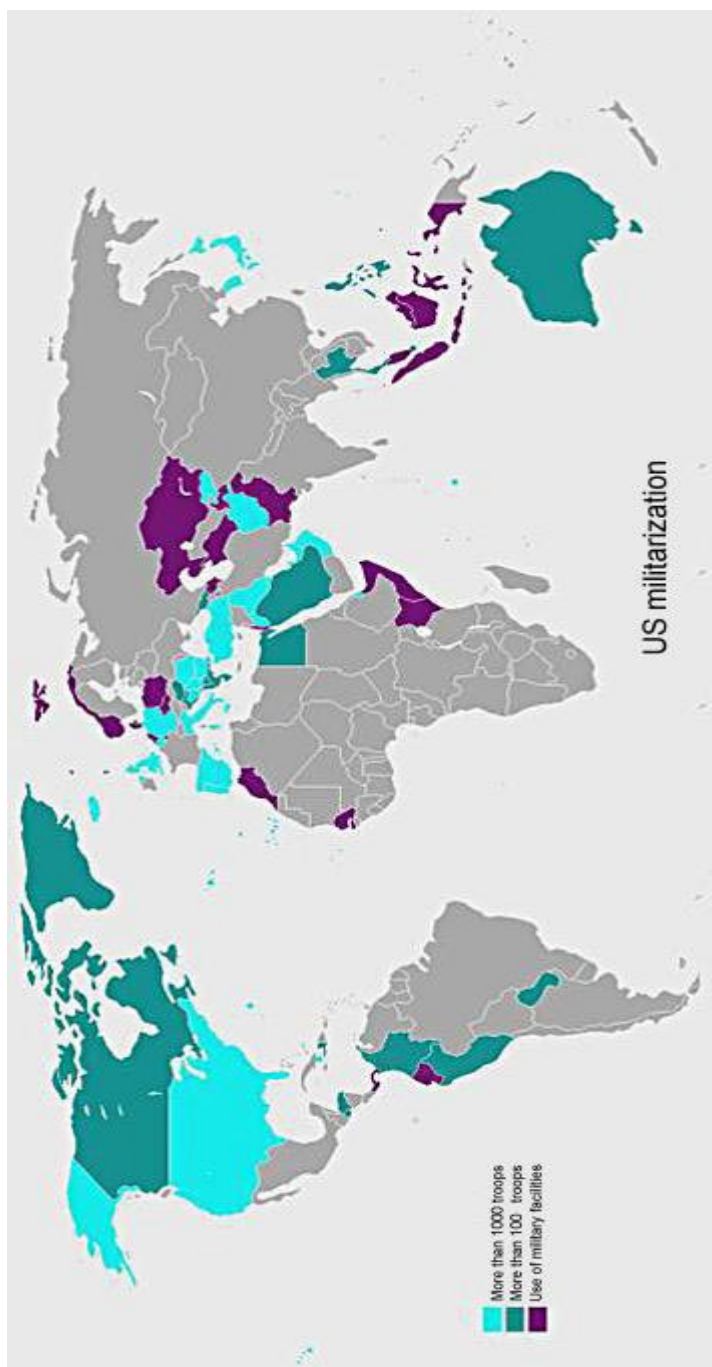 US militarization
More than 1000 troops
More than 100 troops
Use of military facilities